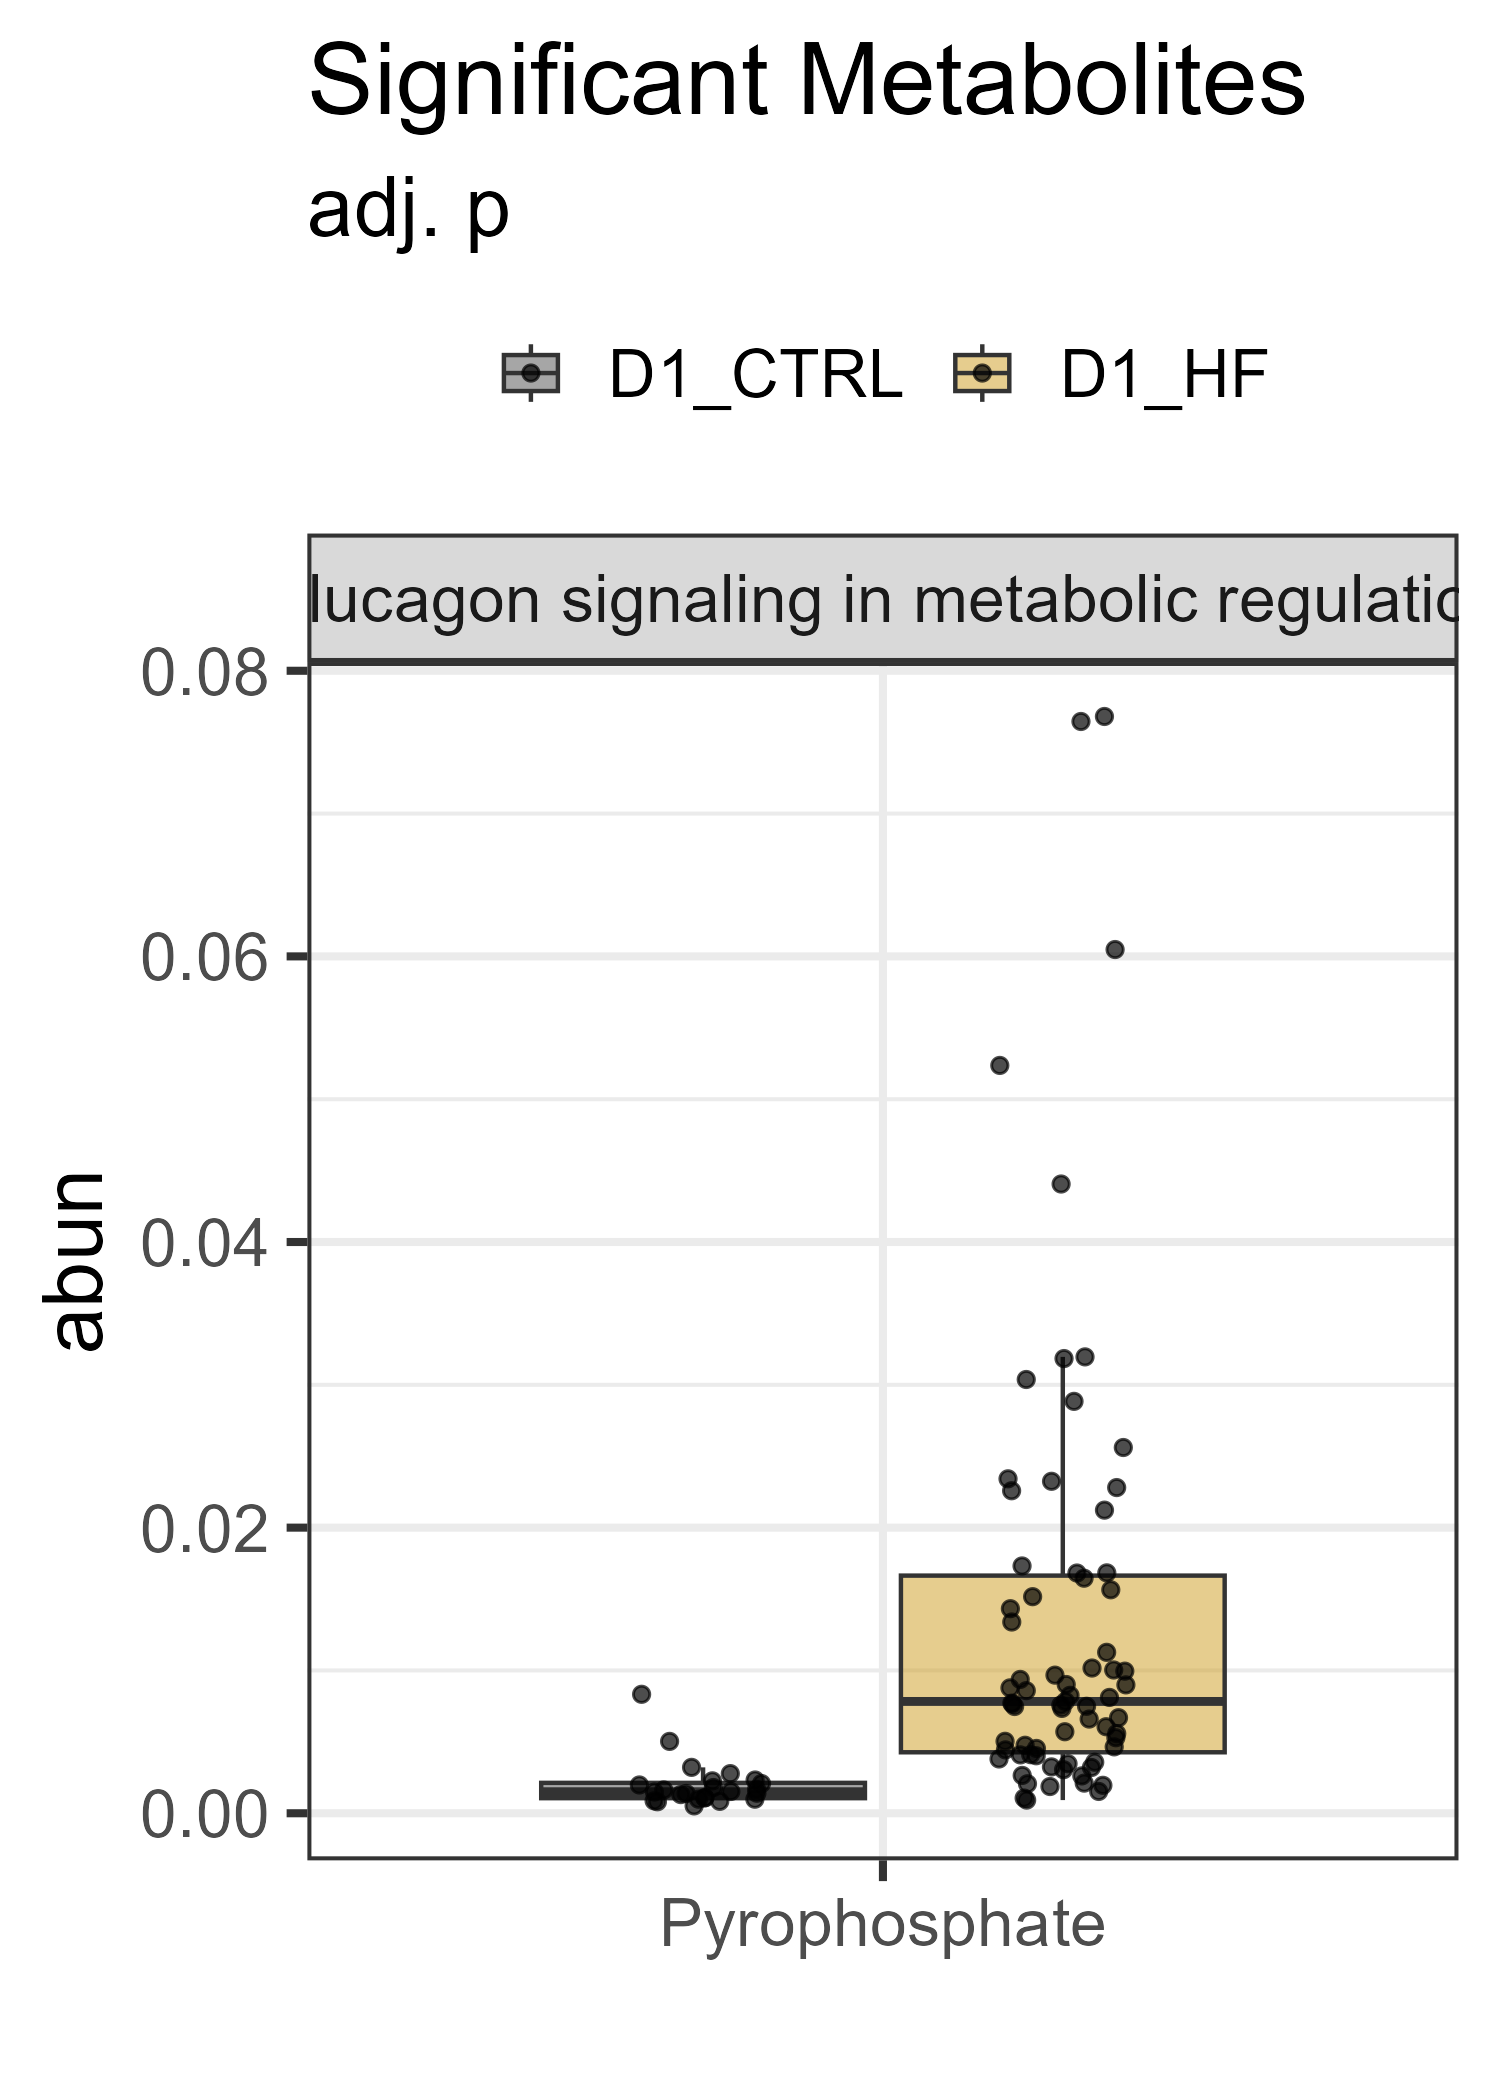 Significant Metabolites
adj. p
D1_CTRL D1_HF
lucagon signaling in metabolic regulatio
0.08
0.06
0.04
0.02
0.00
abun
Pyrophosphate